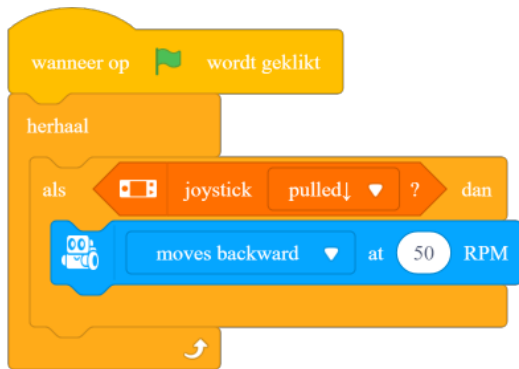 wanneer op wordt geklikt
herhaal
als joystick pulled↓ ? dan
moves backward at 50 RPM